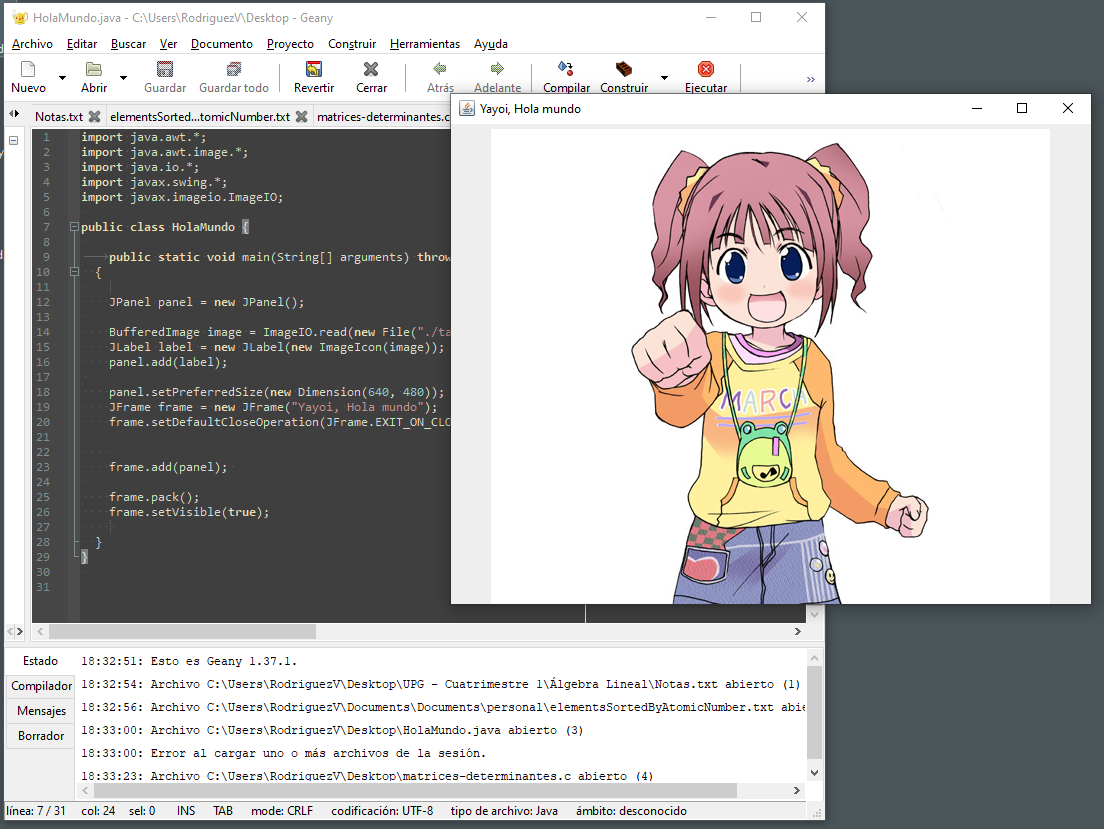 HolaMundo.java - C:\Users\RodriguezV\Desktop - Geany
Archivo Editar Buscar Ver Documento Proyecto Construir Herramientas Ayuda
Nuevo Abrir Guardar Guardar todo Revertir Cerrar Atrás Adelante Compilar Construir Ejecutar
Notas.txt elementsSorted...tomicNumber.txt matrices-determinantes.c
Yayoi, Hola mundo
MARCH
1 import java.awt.*;
2 import java.awt.image.*;
3 import java.io.*;
4 import javax.swing.*;
5 import javax.imageio.ImageIO;
6
7 public class HolaMundo {
8
9 public static void main(String[] arguments) throw
10 {
11
12 JPanel panel = new JPanel();
13
14 BufferedImage image = ImageIO.read(new File("./ta
15 JLabel label = new JLabel(new ImageIcon(image));
16 panel.add(label);
17
18 panel.setPreferredSize(new Dimension(640, 480));
19 JFrame frame = new JFrame("Yayoi, Hola mundo");
20 frame.setDefaultCloseOperation(JFrame.EXIT_ON_CLO
21
22
23 frame.add(panel);
24
25 frame.pack();
26 frame.setVisible(true);
27
28 }
29 }
30
31
Estado
Compilador
Mensajes
Borrador
18:32:51: Esto es Geany 1.37.1.
18:32:54: Archivo C:\Users\RodriguezV\Desktop\UPG - Cuatrimestre 1\Álgebra Lineal\Notas.txt abierto (1)
18:32:56: Archivo C:\Users\RodriguezV\Documents\Documents\personal\elementsSortedByAtomicNumber.txt abie
18:33:00: Archivo C:\Users\RodriguezV\Desktop\HolaMundo.java abierto (3)
18:33:00: Error al cargar uno o más archivos de la sesión.
18:33:23: Archivo C:\Users\RodriguezV\Desktop\matrices-determinantes.c abierto (4)
línea: 7 / 31 col: 24 sel: 0 INS TAB mode: CRLF codificación: UTF-8 tipo de archivo: Java ámbito: desconocido